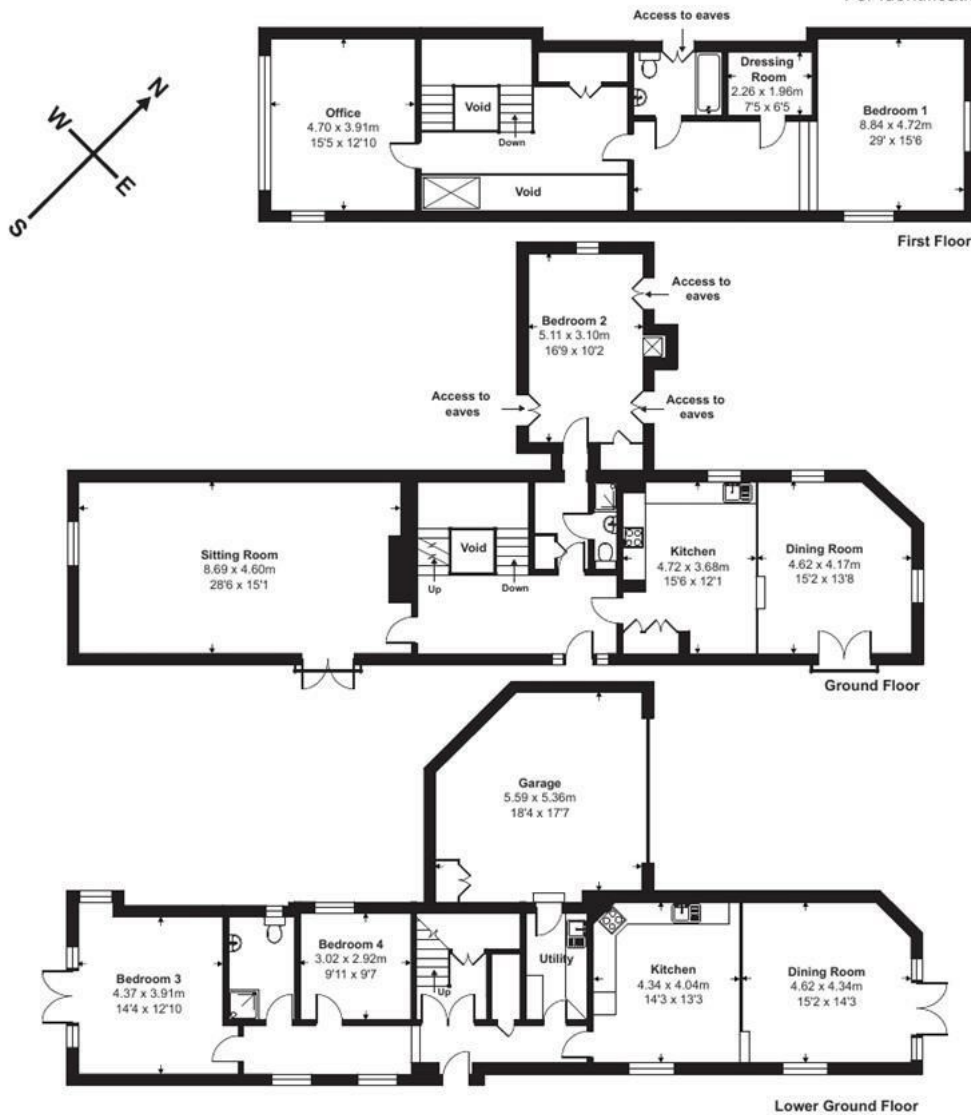 Access to eaves
Office
4.70 x 3.91m
15'5 x 12'10
Void
Down
Void
Dressing
Room
2.26 x 1.96m
7'5 x 6'5
Bedroom 1
8.84 x 4.72m
29' x 15'6
N
W
E
S
First Floor
Bedroom 2
5.11 x 3.10m
16'9 x 10'2
Access to
eaves
Access to
eaves
Access to
eaves
Sitting Room
8.69 x 4.60m
28'6 x 15'1
Void
Up
Down
Kitchen
4.72 x 3.68m
15'6 x 12'1
Dining Room
4.62 x 4.17m
15'2 x 13'8
Ground Floor
Garage
5.59 x 5.36m
18'4 x 17'7
Bedroom 3
4.37 x 3.91m
14'4 x 12'10
Bedroom 4
3.02 x 2.92m
9'11 x 9'7
Up
Utility
Kitchen
4.34 x 4.04m
14'3 x 13'3
Dining Room
4.62 x 4.34m
15'2 x 14'3
Lower Ground Floor